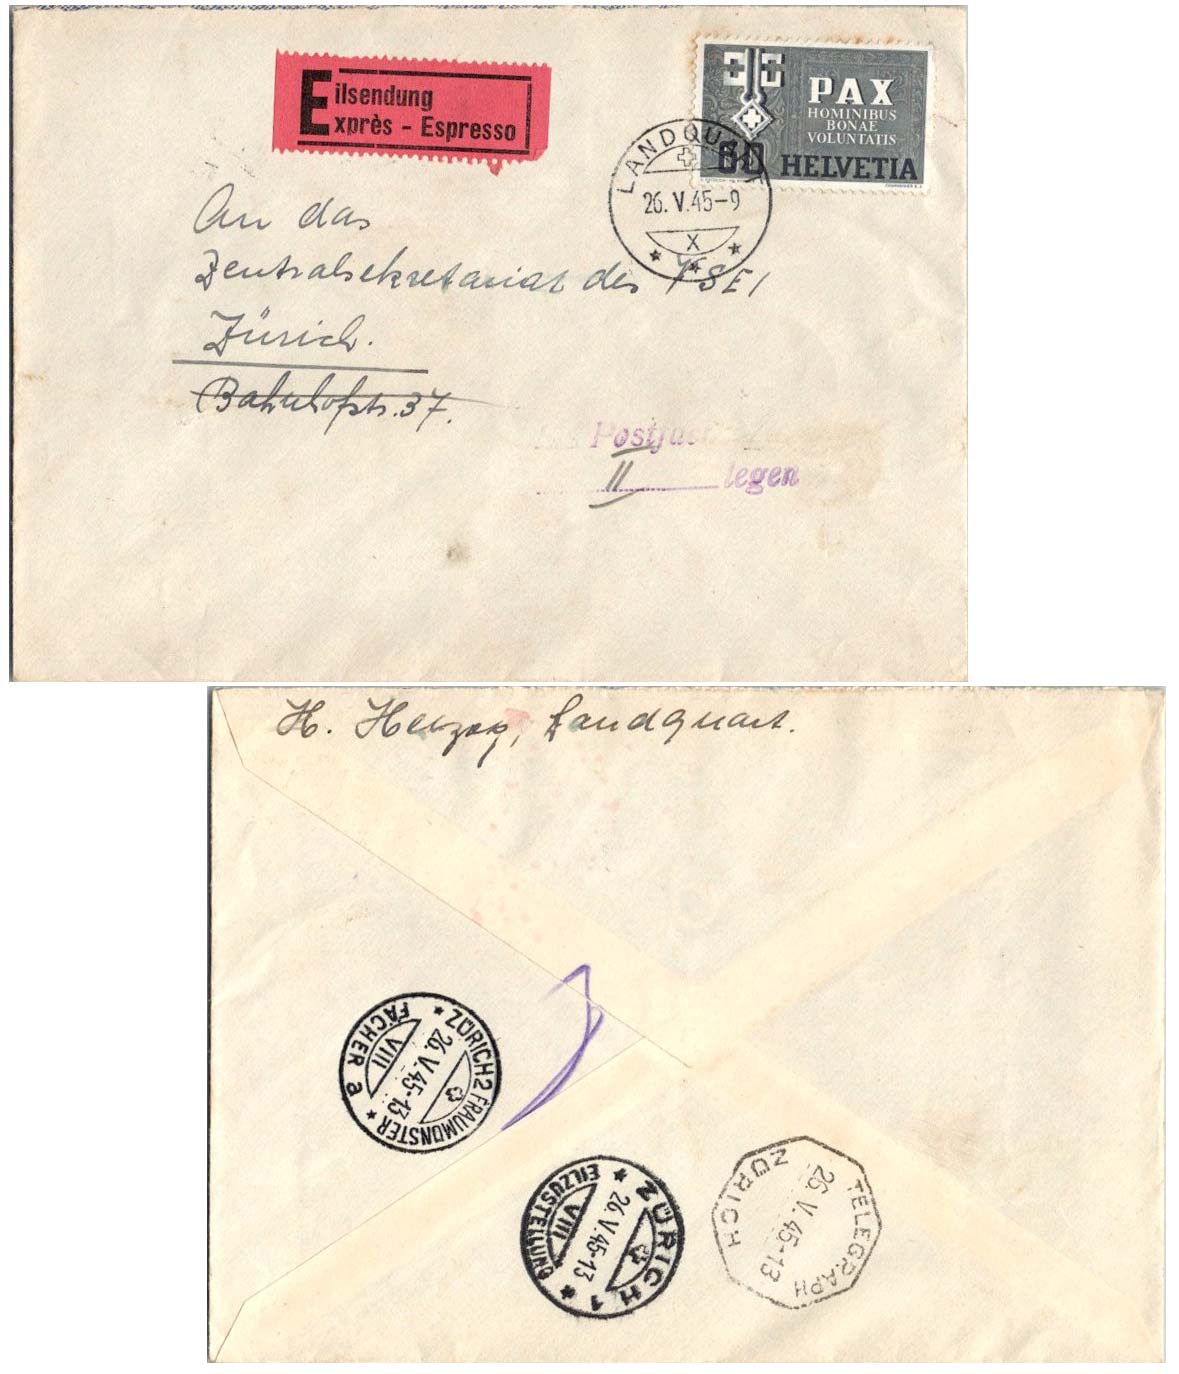 Eilsendung
Exprès - Espresso
PAX
HOMINIBUS
BONAE
VOLUNTATIS
60 HELVETIA
LANDQUART
26. V. 45-9
X
An das
Zentralsekretariat des
Zürich.
Bahnhofstr. 37.
Postfach
II legen
H. Herzog, Landquart.
ZÜRICH 2 FRAUMÜNSTER
26. V. 45-13
VIII
FÄCHER a
ZÜRICH 1
26. V. 45-13
VIII
EILZUSTELLUNG
TELEGRAPH
26. V. 45-13
ZÜRICH